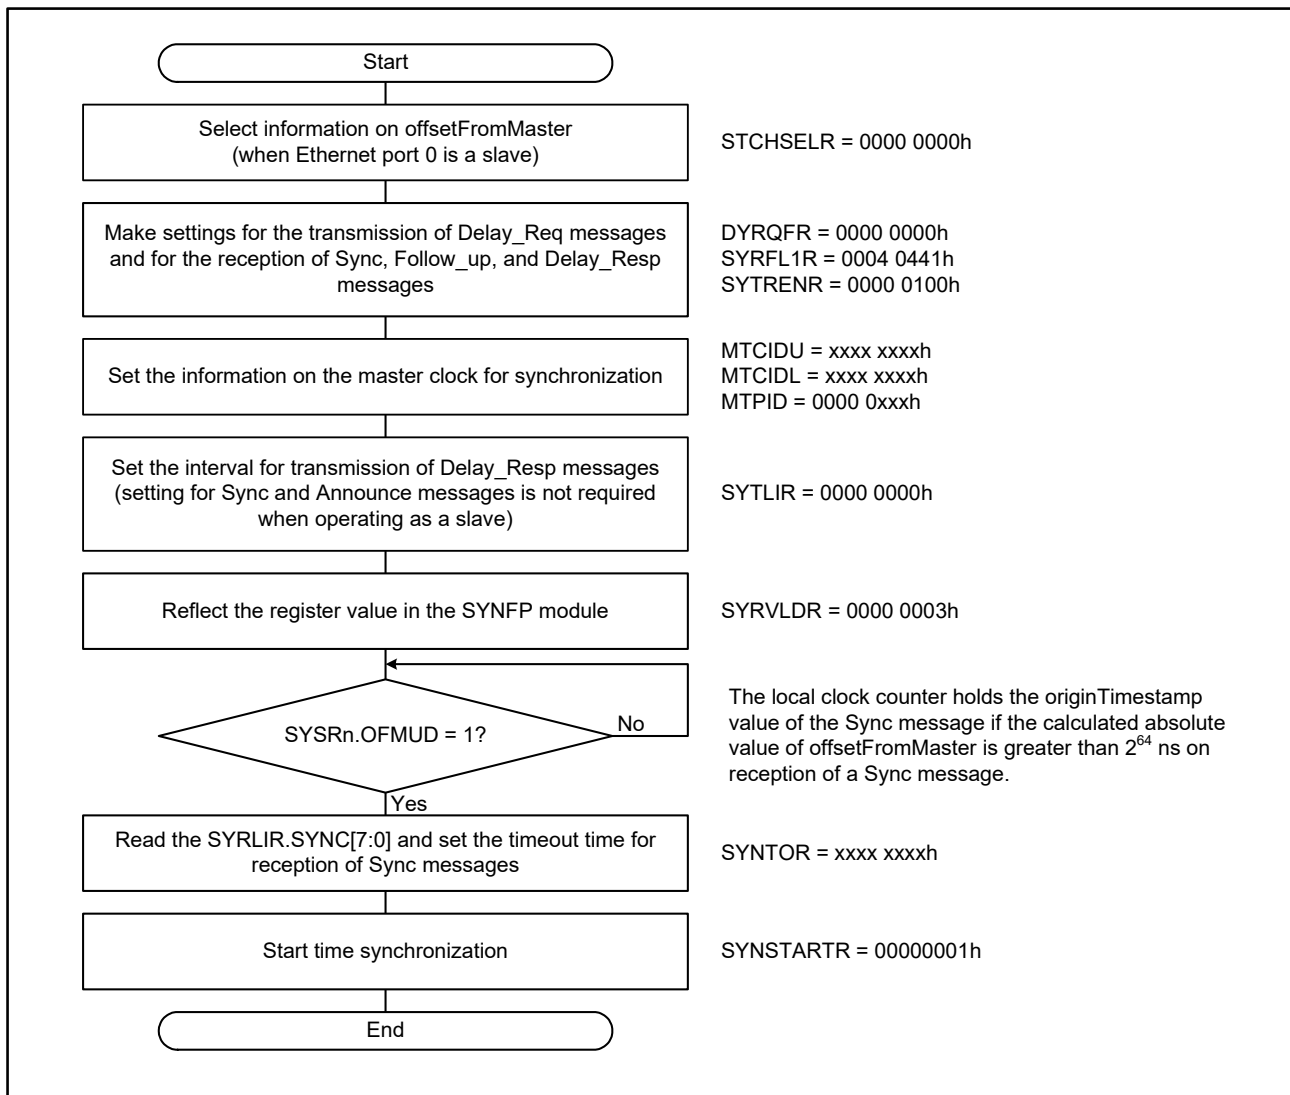 Start
Select information on offsetFromMaster
(when Ethernet port 0 is a slave)
STCHSELR = 0000 0000h
Make settings for the transmission of Delay_Req messages
and for the reception of Sync, Follow_up, and Delay_Resp
messages
DYRQFR = 0000 0000h
SYRFL1R = 0004 0441h
SYTRENR = 0000 0100h
Set the information on the master clock for synchronization
MTCIDU = xxxx xxxxh
MTCIDL = xxxx xxxxh
MTPID = 0000 0xxxh
Set the interval for transmission of Delay_Resp messages
(setting for Sync and Announce messages is not required
when operating as a slave)
SYTLIR = 0000 0000h
Reflect the register value in the SYNFP module
SYRVLDR = 0000 0003h
SYSRn.OFMUD = 1?
No
The local clock counter holds the originTimestamp
value of the Sync message if the calculated absolute
value of offsetFromMaster is greater than 2^64 ns on
reception of a Sync message.
Yes
Read the SYRLIR.SYNC[7:0] and set the timeout time for
reception of Sync messages
SYNTOR = xxxx xxxxh
Start time synchronization
SYNSTARTR = 00000001h
End